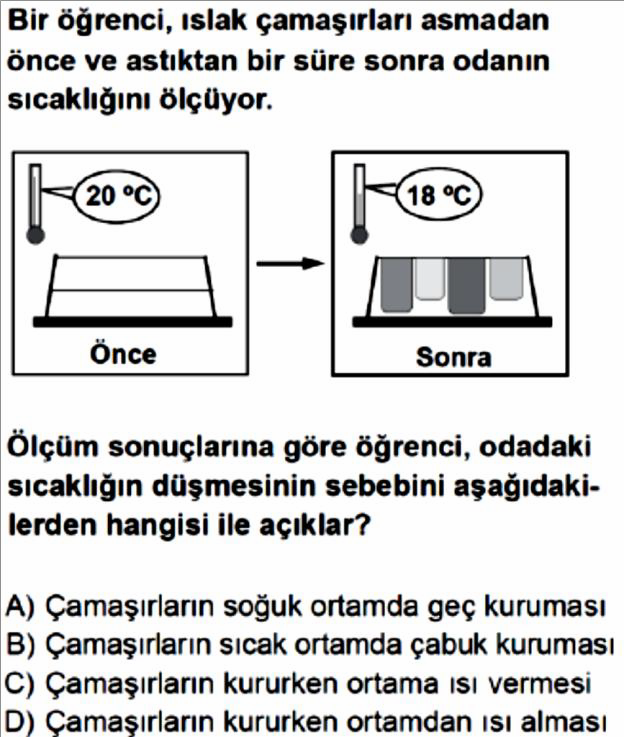 Bir öğrenci, ıslak çamaşırları asmadan
önce ve astıktan bir süre sonra odanın
sıcaklığını ölçüyor.
20 ºC
18 ºC
Önce
Sonra
Ölçüm sonuçlarına göre öğrenci, odadaki
sıcaklığın düşmesinin sebebini aşağıdaki-
lerden hangisi ile açıklar?
A) Çamaşırların soğuk ortamda geç kuruması
B) Çamaşırların sıcak ortamda çabuk kuruması
C) Çamaşırların kururken ortama ısı vermesi
D) Çamaşırların kururken ortamdan ısı alması